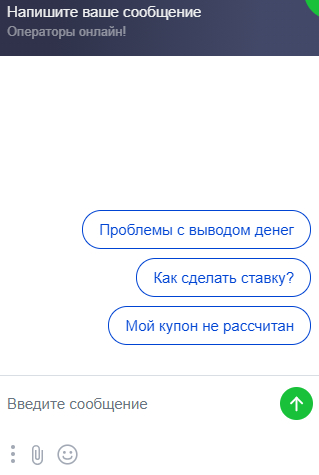 Напишите ваше сообщение
Операторы онлайн!
Проблемы с выводом денег
Как сделать ставку?
Мой купон не рассчитан
Введите сообщение